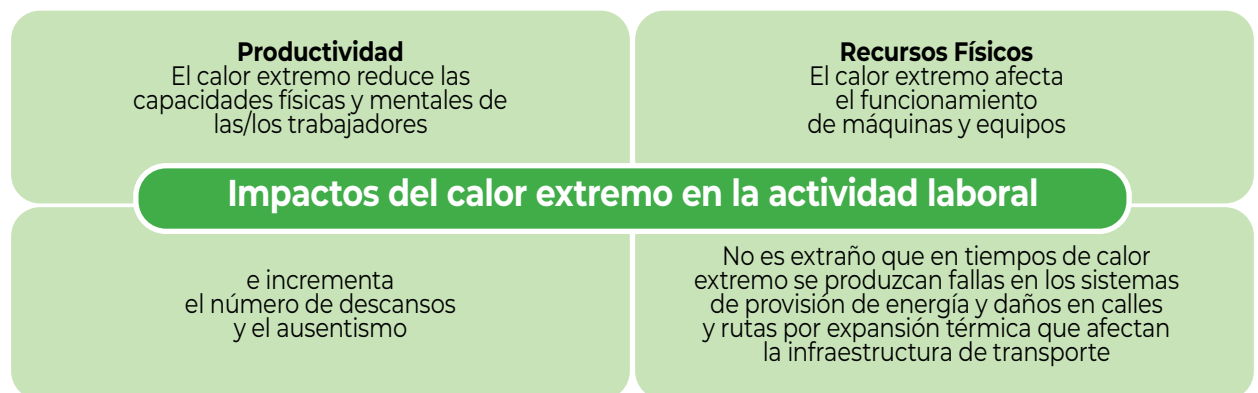 Productividad
El calor extremo reduce las
capacidades físicas y mentales de
las/los trabajadores
Recursos Físicos
El calor extremo afecta
el funcionamiento
de máquinas y equipos
Impactos del calor extremo en la actividad laboral
e incrementa
el número de descansos
y el ausentismo
No es extraño que en tiempos de calor
extremo se produzcan fallas en los sistemas
de provisión de energía y daños en calles
y rutas por expansión térmica que afectan
la infraestructura de transporte